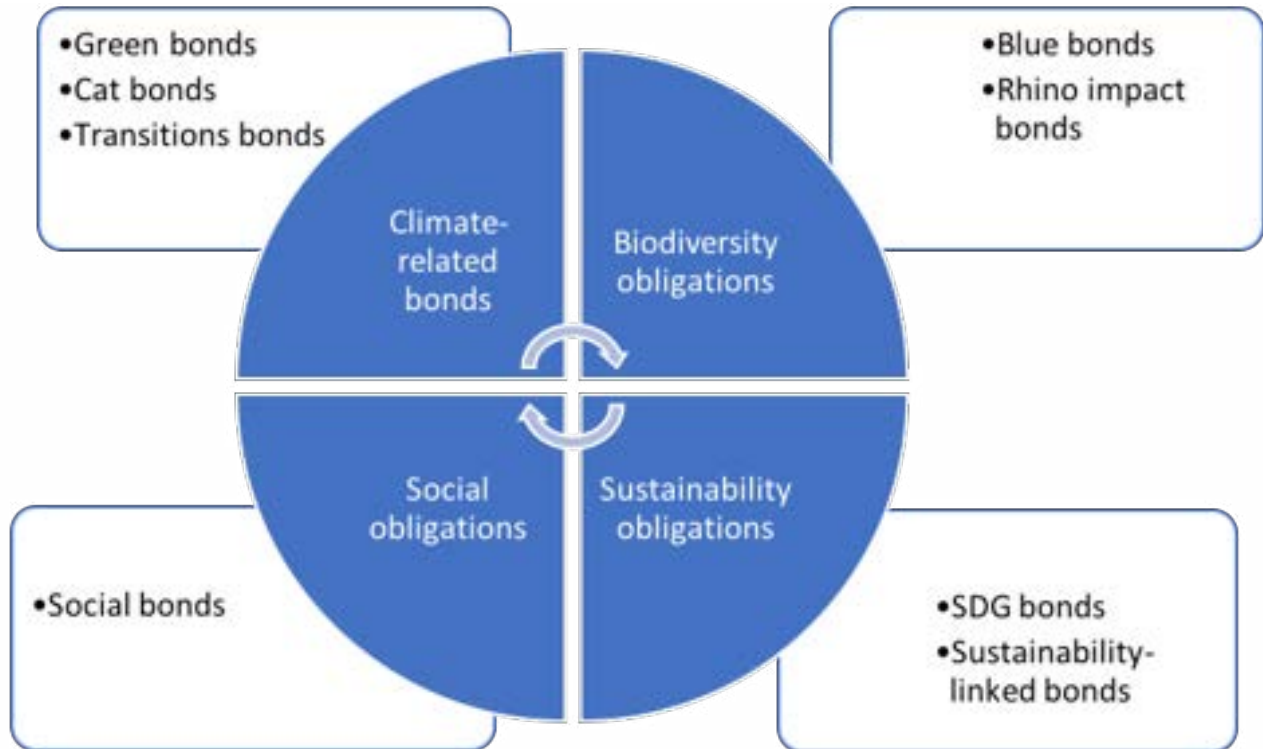 •Green bonds
•Cat bonds
•Transitions bonds
Climate-
related
bonds
•Blue bonds
•Rhino impact
bonds
Biodiversity
obligations
Social
obligations
•Social bonds
Sustainability
obligations
•SDG bonds
•Sustainability-
linked bonds